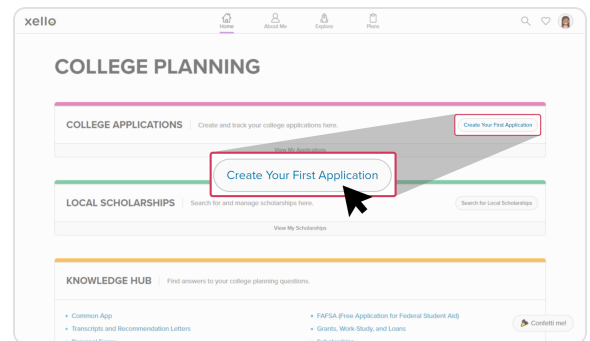 xello
Home
About Me
Explore
Plans
COLLEGE PLANNING
COLLEGE APPLICATIONS Create and track your college applications here.
Create Your First Application
View My Applications
Create Your First Application
LOCAL SCHOLARSHIPS Search for and manage scholarships here.
Search for Local Scholarships
View My Scholarships
KNOWLEDGE HUB Find answers to your college planning questions.
• Common App
• FAFSA (Free Application for Federal Student Aid)
• Transcripts and Recommendation Letters
• Grants, Work-Study, and Loans
Confetti me!